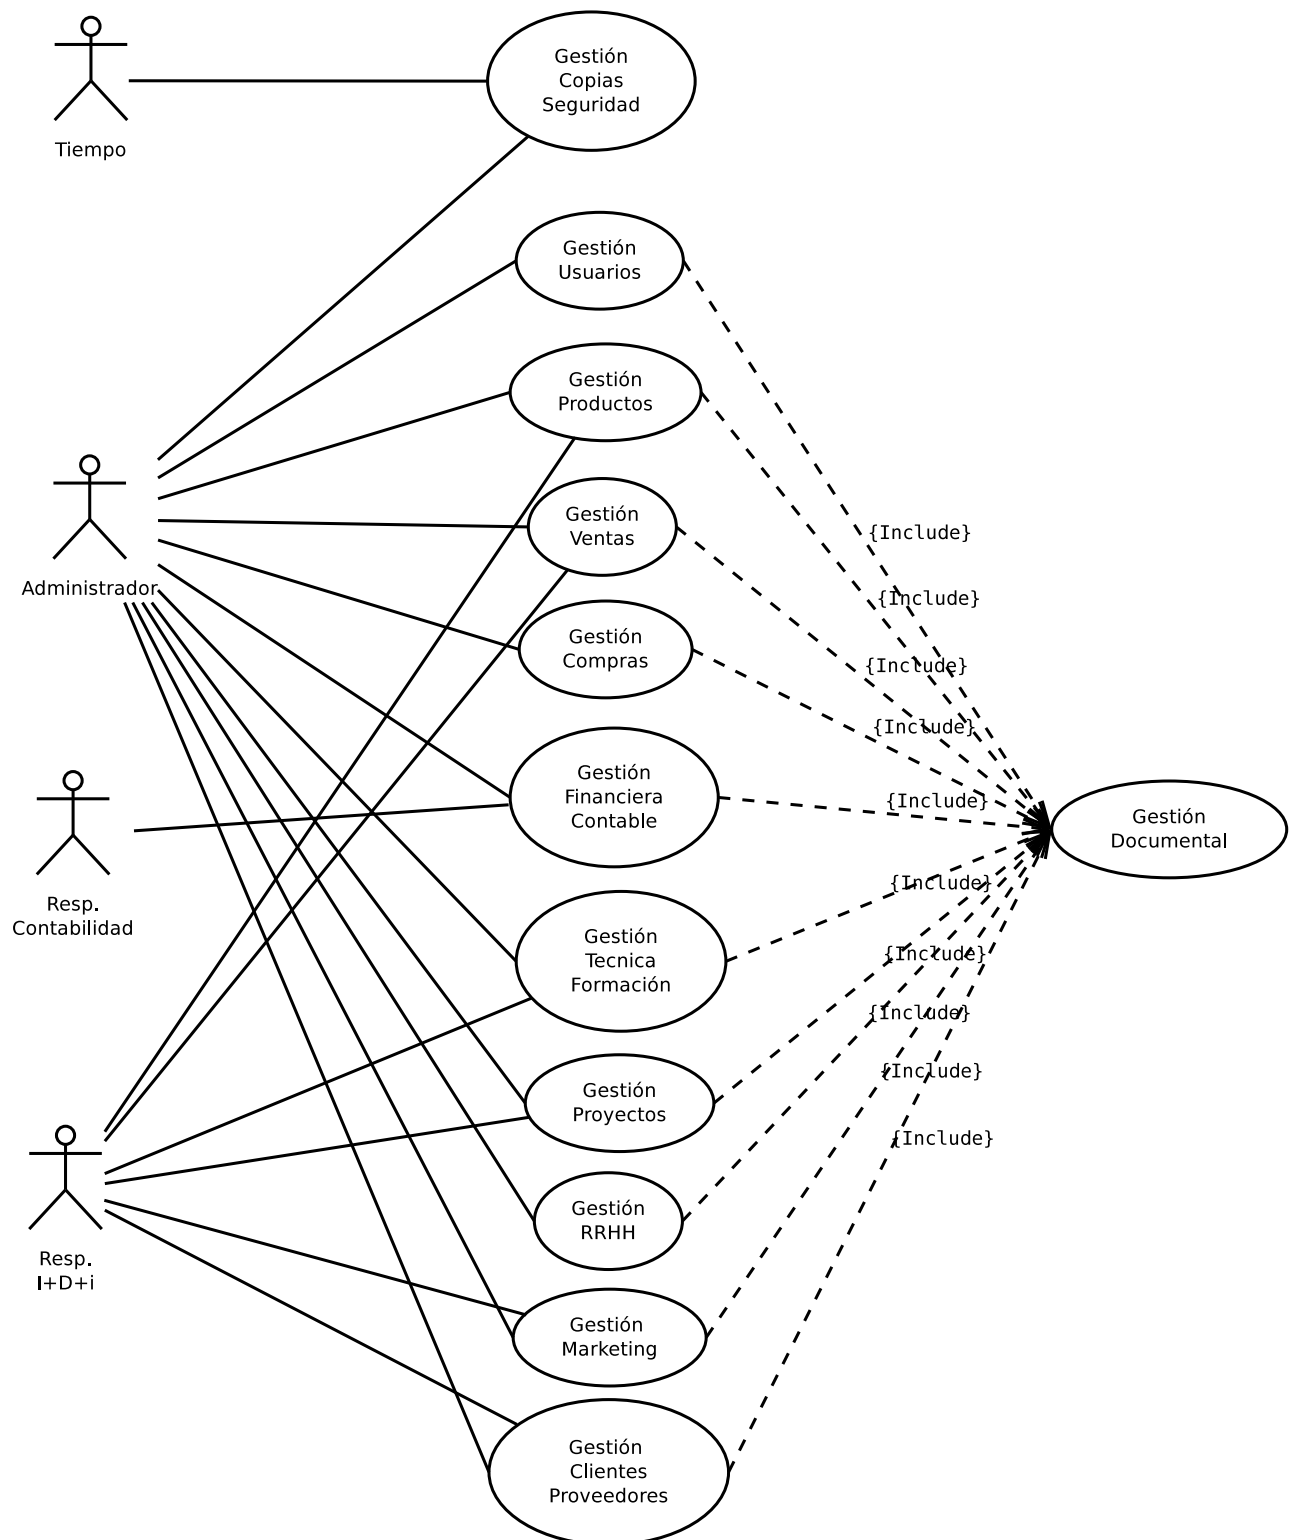 Gestión
Copias
Seguridad
Tiempo
Gestión
Usuarios
Gestión
Productos
Gestión
Ventas
{Include}
Administrador
{Include}
Gestión
Compras
{Include}
{Include}
Gestión
Financiera
Contable
{Include}
Gestión
Documental
Resp.
Contabilidad
{Include}
Gestión
Tecnica
Formación
{Include}
{Include}
Gestión
Proyectos
{Include}
{Include}
Gestión
RRHH
Resp.
I+D+i
Gestión
Marketing
Gestión
Clientes
Proveedores